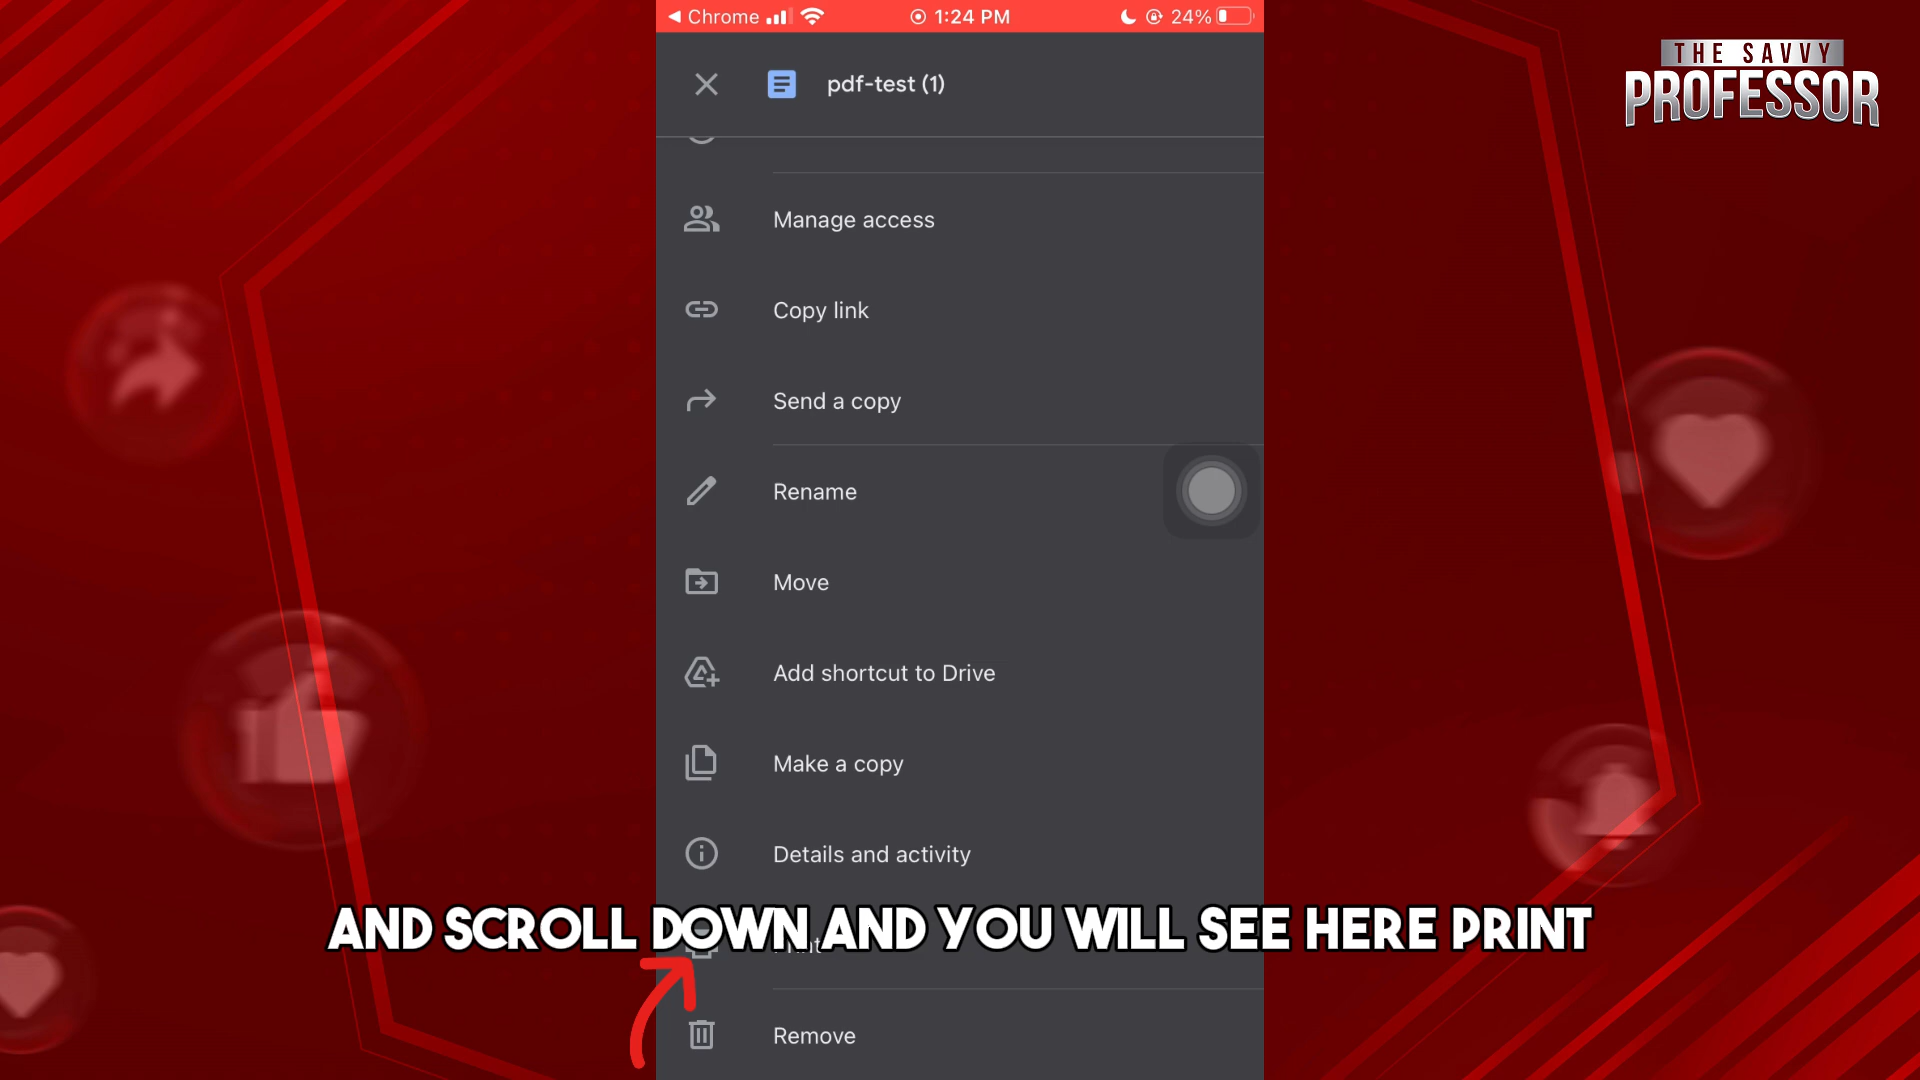 Chrome 1:24 PM 24%
THE SAVVY
PROFESSOR
pdf-test (1)
Manage access
Copy link
Send a copy
Rename
Move
Add shortcut to Drive
Make a copy
Details and activity
AND SCROLL DOWN AND YOU WILL SEE HERE PRINT
Remove